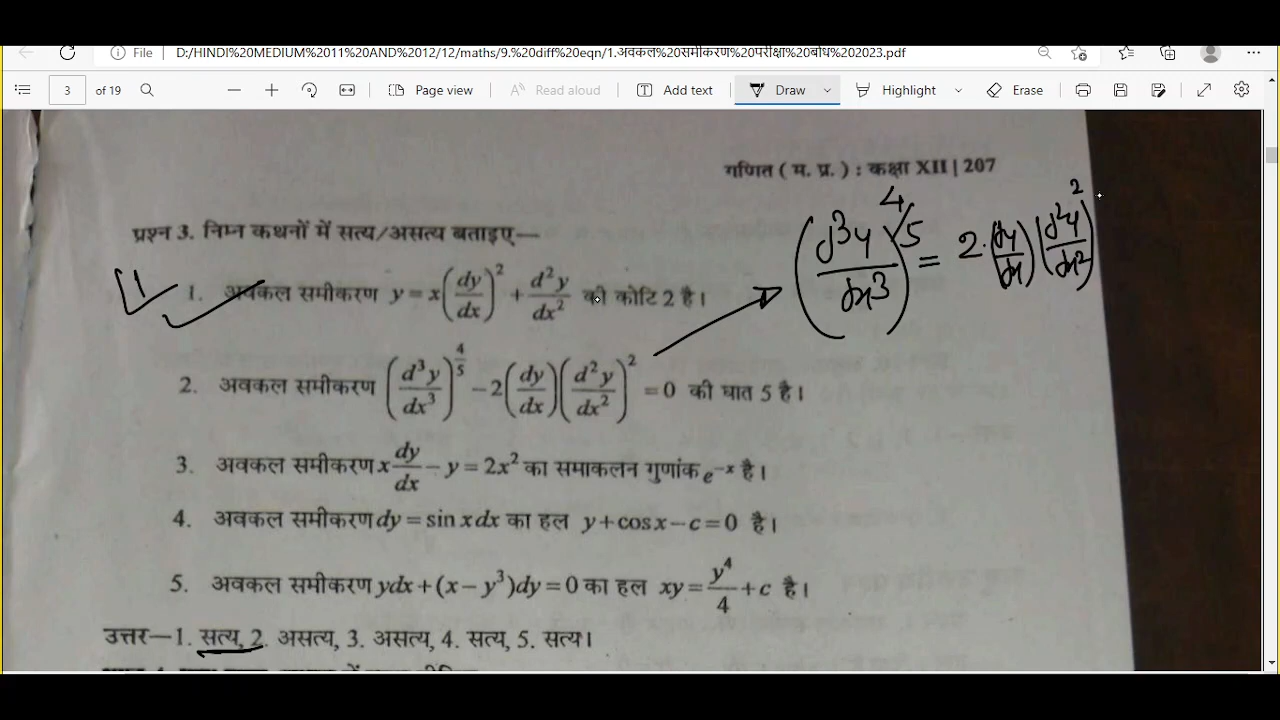 File D:/HINDI%20MEDIUM%2011%20AND%2012/12/maths/9.%20diff%20eqn/1.अवकल%20समीकरण%20परीक्षा%20बोध%202023.pdf
3 of 19 Page view Read aloud Add text Draw Highlight Erase
गणित ( म. प्र. ) : कक्षा XII | 207
प्रश्न 3. निम्न कथनों में सत्य/असत्य बताइए—
(d³y/dx³)^4/5 = 2·(dy/dx)(d²y/dx²)²
1. अवकल समीकरण y = x(dy/dx)² + d²y/dx² की कोटि 2 है।
2. अवकल समीकरण (d³y/dx³)^4/5 − 2(dy/dx)(d²y/dx²)² = 0 की घात 5 है।
3. अवकल समीकरण x dy/dx − y = 2x² का समाकलन गुणांक e⁻ˣ है।
4. अवकल समीकरण dy = sin x dx का हल y + cos x − c = 0 है।
5. अवकल समीकरण ydx + (x − y³)dy = 0 का हल xy = y⁴/4 + c है।
उत्तर—1. सत्य, 2. असत्य, 3. असत्य, 4. सत्य, 5. सत्य।